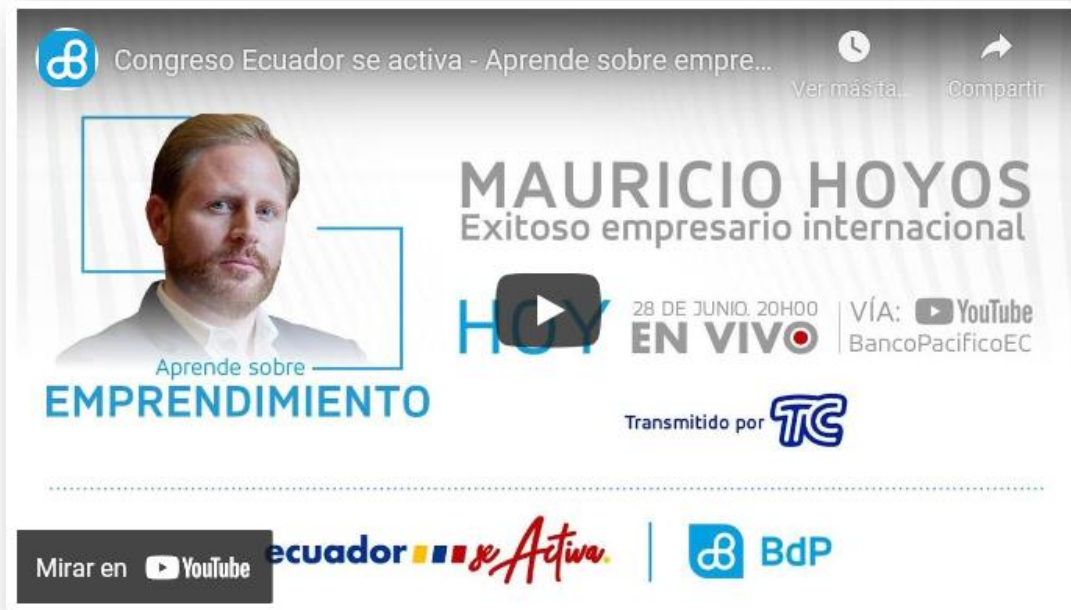 Congreso Ecuador se activa - Aprende sobre empre...
Ver más ta...
Compartir
MAURICIO HOYOS
Exitoso empresario internacional
HOY
28 DE JUNIO. 20H00
EN VIVO
VÍA: YouTube
BancoPacificoEC
Aprende sobre
EMPRENDIMIENTO
Transmitido por TC
Mirar en YouTube
ecuador se Activa.
BdP